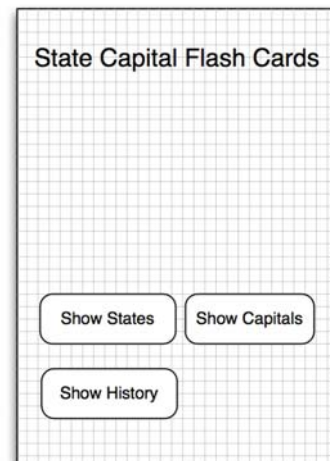 State Capital Flash Cards
Show States
Show Capitals
Show History